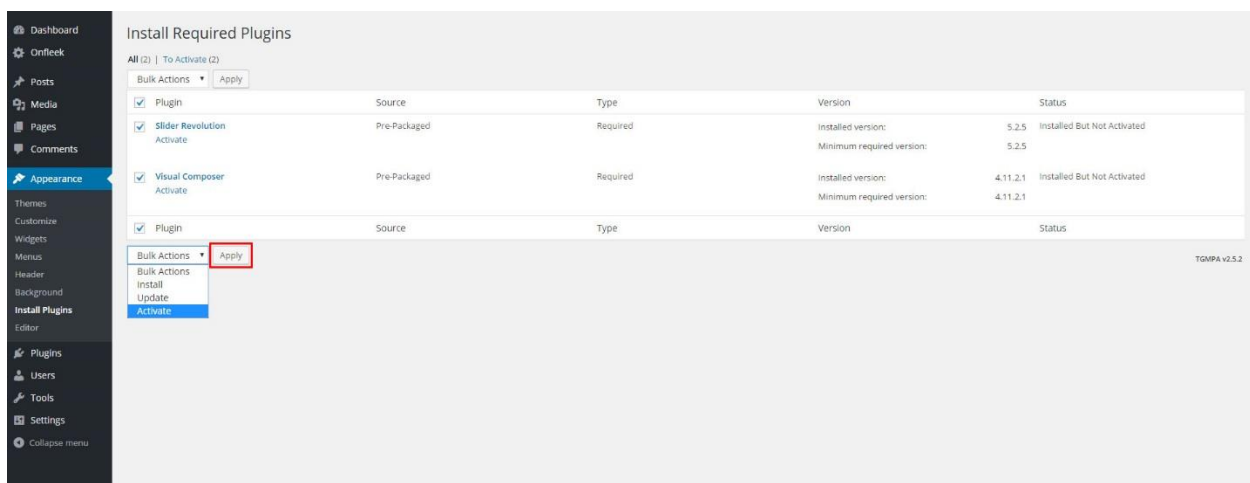 Dashboard
Onfleek
Posts
Media
Pages
Comments
Appearance
Themes
Customize
Widgets
Menus
Header
Background
Install Plugins
Editor
Plugins
Users
Tools
Settings
Collapse menu
Install Required Plugins
All (2) | To Activate (2)
Bulk Actions Apply
Plugin Source Type Version Status
Slider Revolution Pre-Packaged Required Installed version: 5.2.5 Installed But Not Activated
Activate Minimum required version: 5.2.5
Visual Composer Pre-Packaged Required Installed version: 4.11.2.1 Installed But Not Activated
Activate Minimum required version: 4.11.2.1
Plugin Source Type Version Status
Bulk Actions Apply
TGMPA v2.5.2
Bulk Actions
Install
Update
Activate